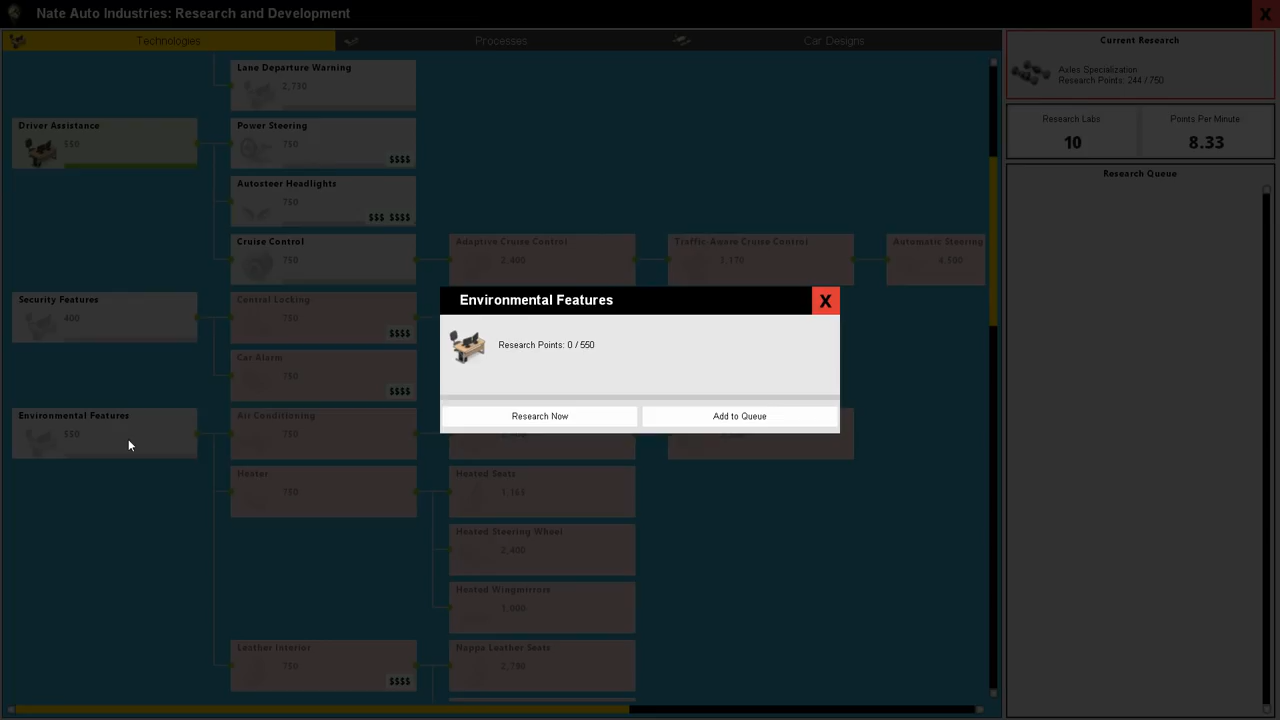 Nate Auto Industries: Research and Development
X
Technologies
Processes
Car Designs
Lane Departure Warning
2,730
Driver Assistance
550
Power Steering
750
$$$$
Autosteer Headlights
750
$$$ $$$$
Cruise Control
750
Adaptive Cruise Control
2,400
Traffic-Aware Cruise Control
3,170
Automatic Steering
4,500
Security Features
400
Central Locking
750
$$$$
Car Alarm
750
$$$$
Environmental Features
550
Air Conditioning
750
Heater
750
Heated Seats
Heated Steering Wheel
2,400
Heated Wingmirrors
1,000
Leather Interior
750
$$$$
Nappa Leather Seats
Environmental Features
X
Research Points: 0 / 550
Research Now
Add to Queue
Current Research
Axles Specialization
Research Points: 244 / 750
Research Labs:
10
Points Per Minute:
8.33
Research Queue